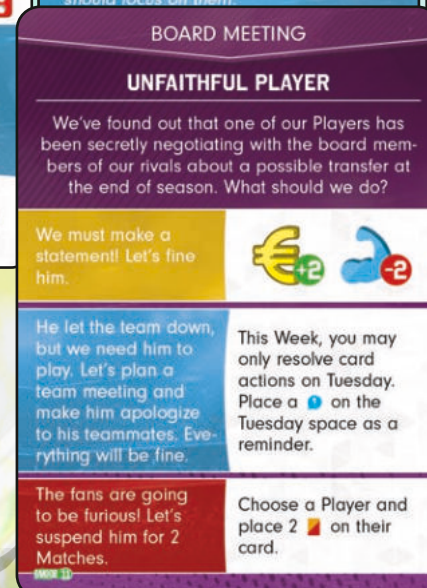 should focus on them.
BOARD MEETING
UNFAITHFUL PLAYER
We've found out that one of our Players has
been secretly negotiating with the board mem-
bers of our rivals about a possible transfer at
the end of season. What should we do?
We must make a
statement! Let's fine
him.
+2
-2
He let the team down,
but we need him to
play. Let's plan a
team meeting and
make him apologize
to his teammates. Eve-
rything will be fine.
This Week, you may
only resolve card
actions on Tuesday.
Place a on the
Tuesday space as a
reminder.
The fans are going
to be furious! Let's
suspend him for 2
Matches.
Choose a Player and
place 2 on their
card.